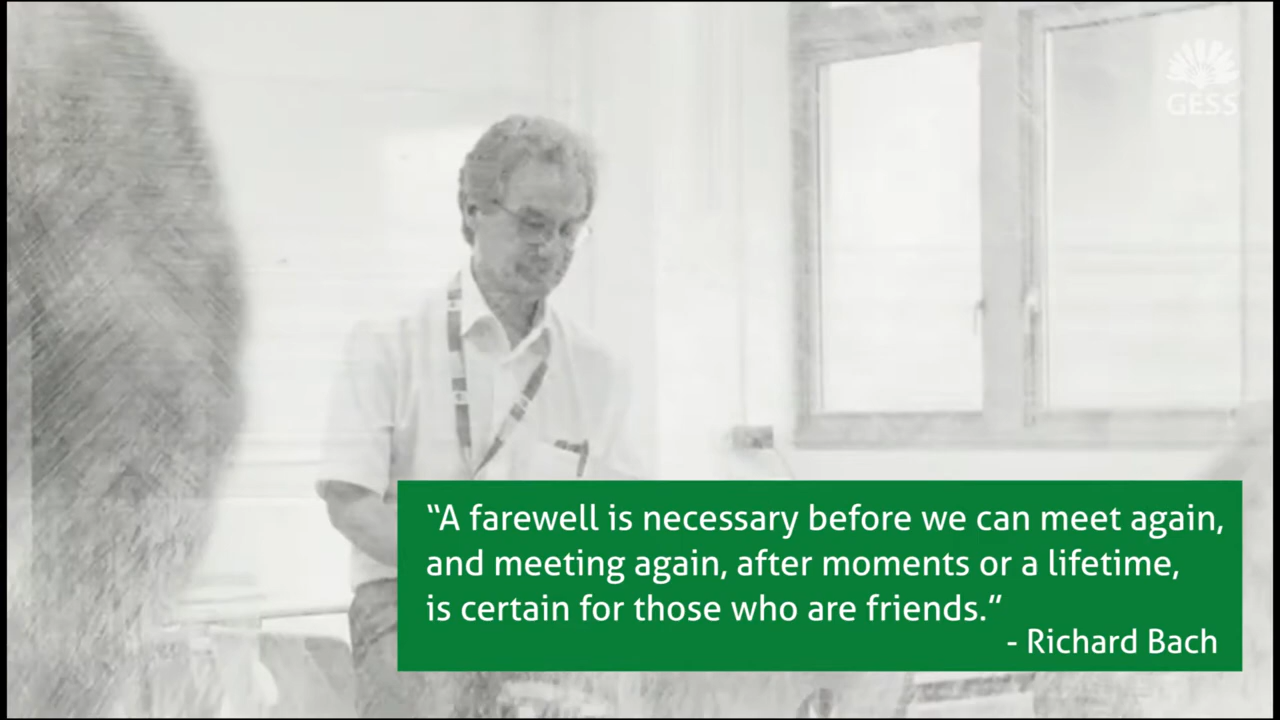 GESS
“A farewell is necessary before we can meet again,
and meeting again, after moments or a lifetime,
is certain for those who are friends.”
- Richard Bach